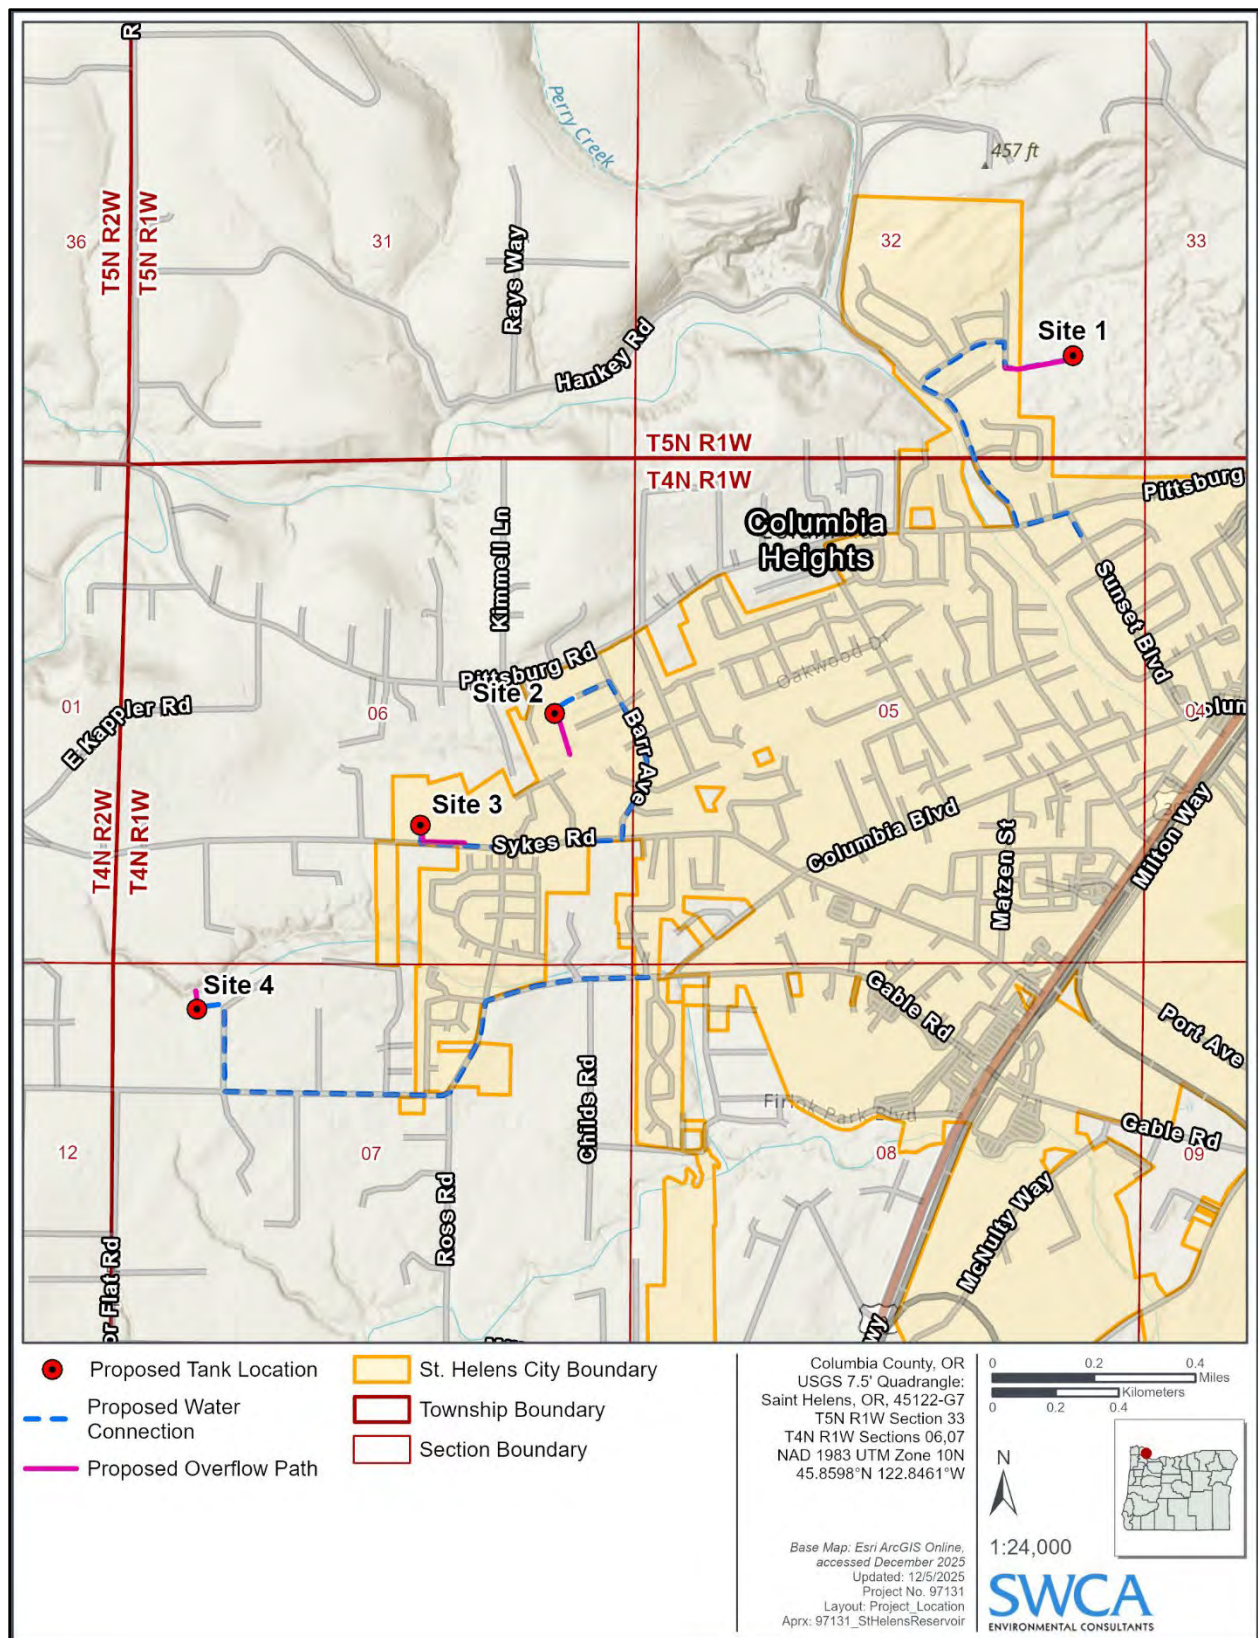 R
Perry Creek
457 ft
T5N R2W
T5N R1W
36
31
32
33
Rays Way
Site 1
Hankey Rd
T5N R1W
T4N R1W
Pittsburg
Columbia
Heights
Kimmell Ln
Sunset Blvd
Oakwood Dr
Pittsburg Rd
Site 2
01
E Kappler Rd
06
05
04
Barr Ave
Milton Way
Site 3
Sykes Rd
Columbia Blvd
Matzen St
T4N R2W
T4N R1W
Site 4
Gable Rd
Port Ave
Childs Rd
Firlok Park Blvd
Gable Rd
12
07
08
09
Ross Rd
McNulty Way
or Flat Rd
wy
Proposed Tank Location
Proposed Water
Connection
Proposed Overflow Path
St. Helens City Boundary
Township Boundary
Section Boundary
Columbia County, OR
USGS 7.5' Quadrangle:
Saint Helens, OR, 45122-G7
T5N R1W Section 33
T4N R1W Sections 06,07
NAD 1983 UTM Zone 10N
45.8598°N 122.8461°W
Base Map: Esri ArcGIS Online,
accessed December 2025
Updated: 12/5/2025
Project No. 97131
Layout: Project_Location
Aprx: 97131_StHelensReservoir
0 0.2 0.4
Miles
Kilometers
0 0.2 0.4
N
1:24,000
SWCA
ENVIRONMENTAL CONSULTANTS